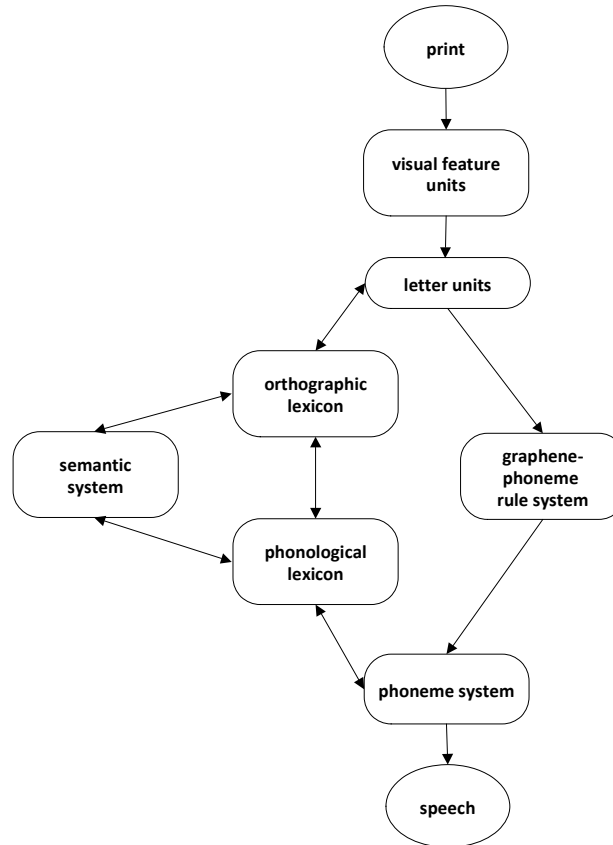 print
visual feature
units
letter units
orthographic
lexicon
semantic
system
graphene-
phoneme
rule system
phonological
lexicon
phoneme system
speech